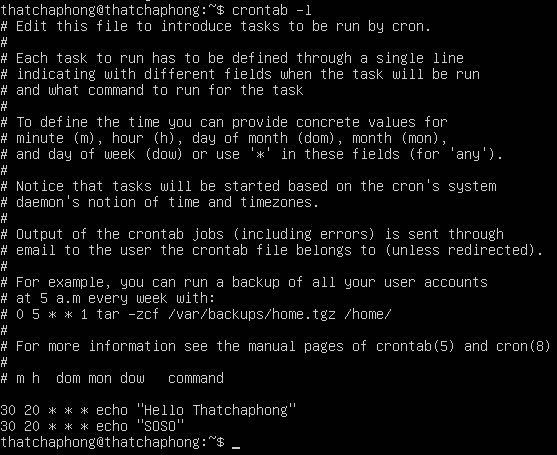 thatchaphong@thatchaphong:~$ crontab -l
# Edit this file to introduce tasks to be run by cron.
#
# Each task to run has to be defined through a single line
# indicating with different fields when the task will be run
# and what command to run for the task
#
# To define the time you can provide concrete values for
# minute (m), hour (h), day of month (dom), month (mon),
# and day of week (dow) or use '*' in these fields (for 'any').
#
# Notice that tasks will be started based on the cron's system
# daemon's notion of time and timezones.
#
# Output of the crontab jobs (including errors) is sent through
# email to the user the crontab file belongs to (unless redirected).
#
# For example, you can run a backup of all your user accounts
# at 5 a.m every week with:
# 0 5 * * 1 tar -zcf /var/backups/home.tgz /home/
#
# For more information see the manual pages of crontab(5) and cron(8)
#
# m h  dom mon dow   command

30 20 * * * echo "Hello Thatchaphong"
30 20 * * * echo "SOSO"
thatchaphong@thatchaphong:~$ _